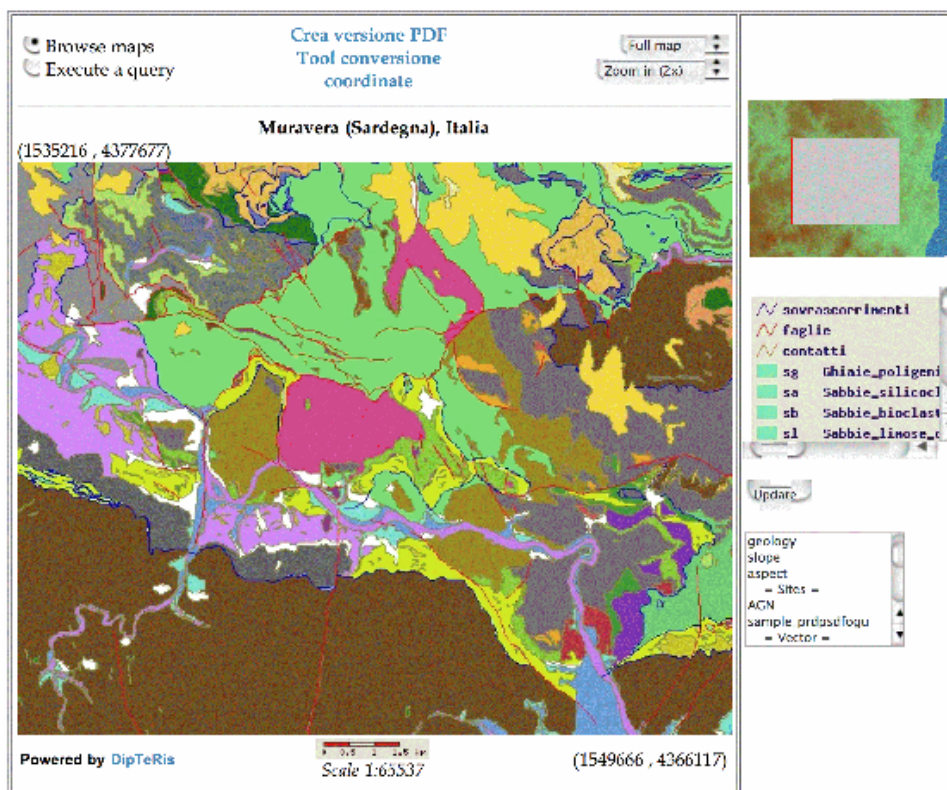 Browse maps
Execute a query
Crea versione PDF
Tool conversione
coordinate
Full map
Zoom in (2x)
Muravera (Sardegna), Italia
(1535216 , 4377677)
sovrascorrimenti
faglie
contatti
sg Ghiaie_poligeni
sa Sabbie_silicocl
sb Sabbie_bioclast
sl Sabbie_limose_
Update
geology
slope
aspect
= Sites =
AGN
= Vector =
Powered by DipTeRis
Scale 1:65537
(1549666 , 4366117)